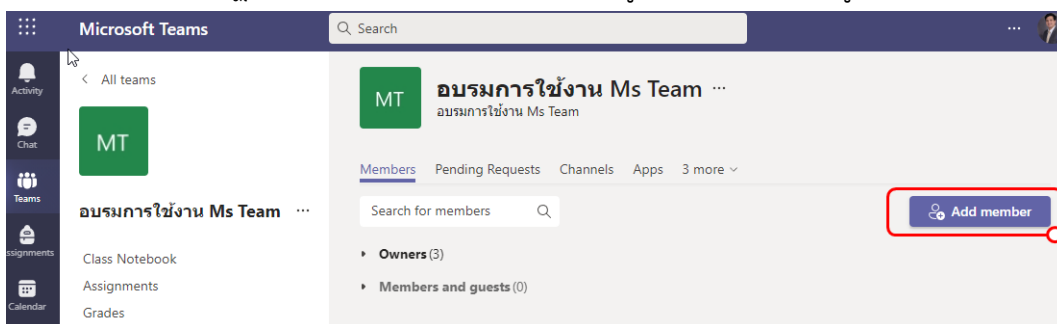 Microsoft Teams
Search
...
Activity
Chat
Teams
ssignments
Calendar
All teams
MT
อบรมการใช้งาน Ms Team ...
Class Notebook
Assignments
Grades
MT
อบรมการใช้งาน Ms Team ...
อบรมการใช้งาน Ms Team
Members Pending Requests Channels Apps 3 more
Search for members
Add member
Owners (3)
Members and guests (0)